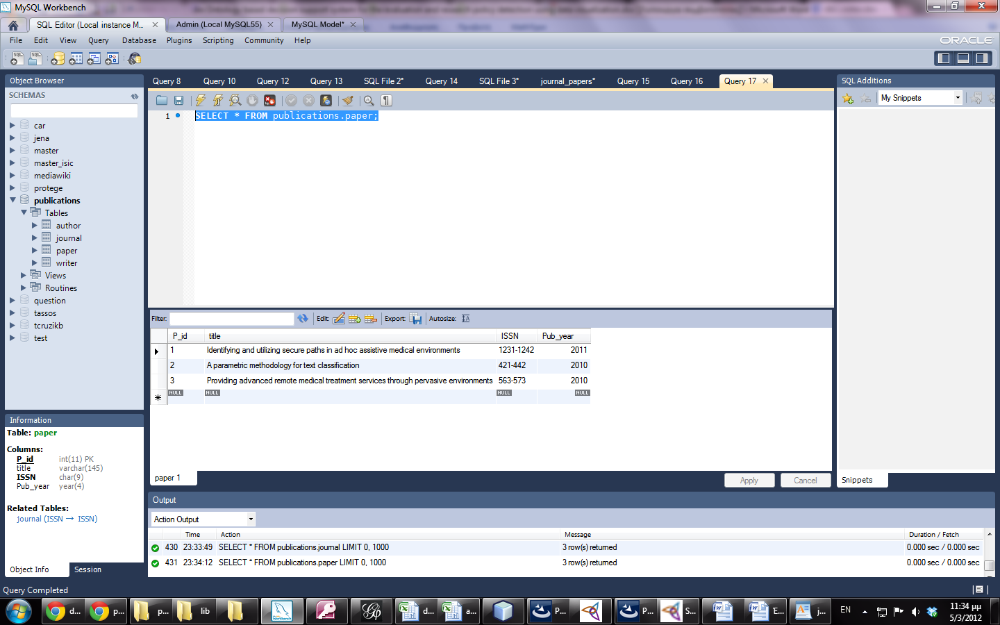 MySQL Workbench
SQL Editor (Local instance M...
Admin (Local MySQL55)
MySQL Model*
File Edit View Query Database Plugins Scripting Community Help
ORACLE
Object Browser
SCHEMAS
car
jena
master
master_isic
mediawiki
protege
publications
Tables
author
journal
paper
writer
Views
Routines
question
tassos
tcruzikb
test
Information
Table: paper
Columns:
P_id int(11) PK
title varchar(145)
ISSN char(9)
Pub_year year(4)
Related Tables:
journal (ISSN → ISSN)
Object Info Session
Query 8 Query 10 Query 12 Query 13 SQL File 2* Query 14 SQL File 3* journal_papers* Query 15 Query 16 Query 17
1 SELECT * FROM publications.paper;
Filter: Edit: Export: Autosize:
P_id title ISSN Pub_year
1 Identifying and utilizing secure paths in ad hoc assistive medical environments 1231-1242 2011
2 A parametric methodology for text classification 421-442 2010
3 Providing advanced remote medical treatment services through pervasive environments 563-573 2010
NULL NULL NULL NULL
paper 1
Apply Cancel
SQL Additions
My Snippets
Snippets
Output
Action Output
Time Action Message Duration / Fetch
430 23:33:49 SELECT * FROM publications.journal LIMIT 0, 1000 3 row(s) returned 0.000 sec / 0.000 sec
431 23:34:12 SELECT * FROM publications.paper LIMIT 0, 1000 3 row(s) returned 0.000 sec / 0.000 sec
Query Completed
d... p... p... lib d... a... P... P... S... Έ... j...
EN
11:34 μμ
5/3/2012